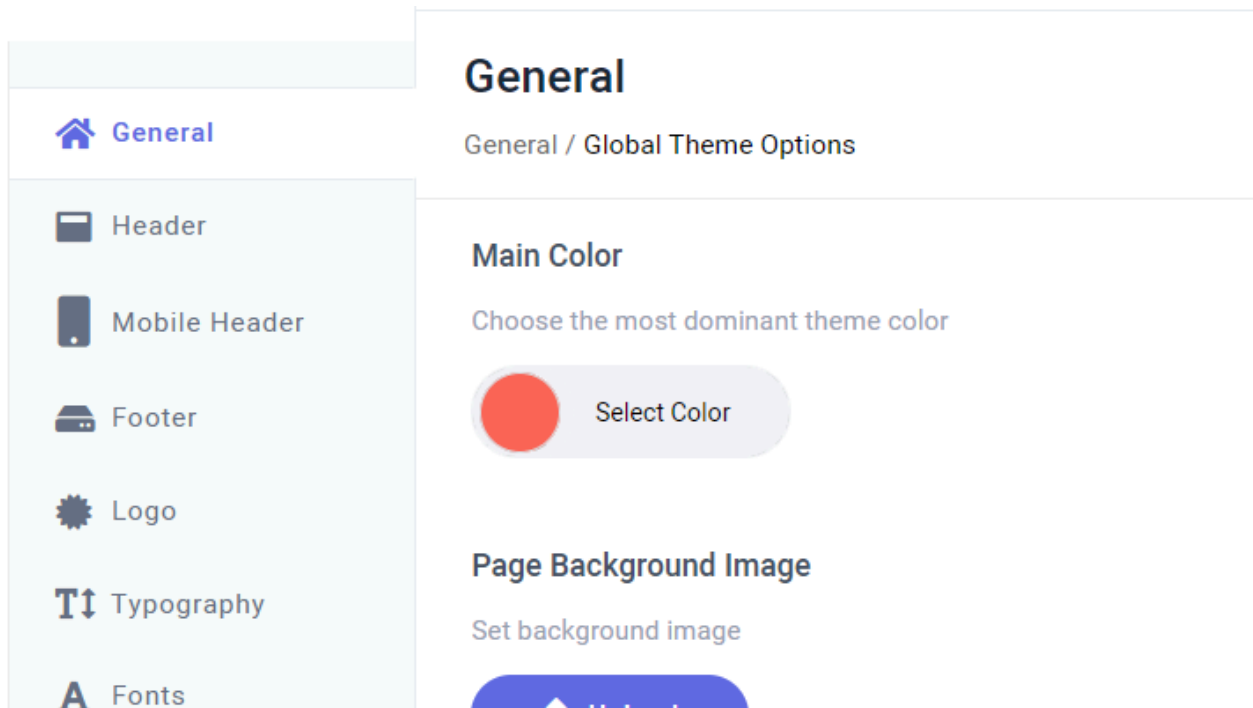 General
General / Global Theme Options
General
Header
Mobile Header
Footer
Logo
Typography
Fonts
Main Color
Choose the most dominant theme color
Select Color
Page Background Image
Set background image